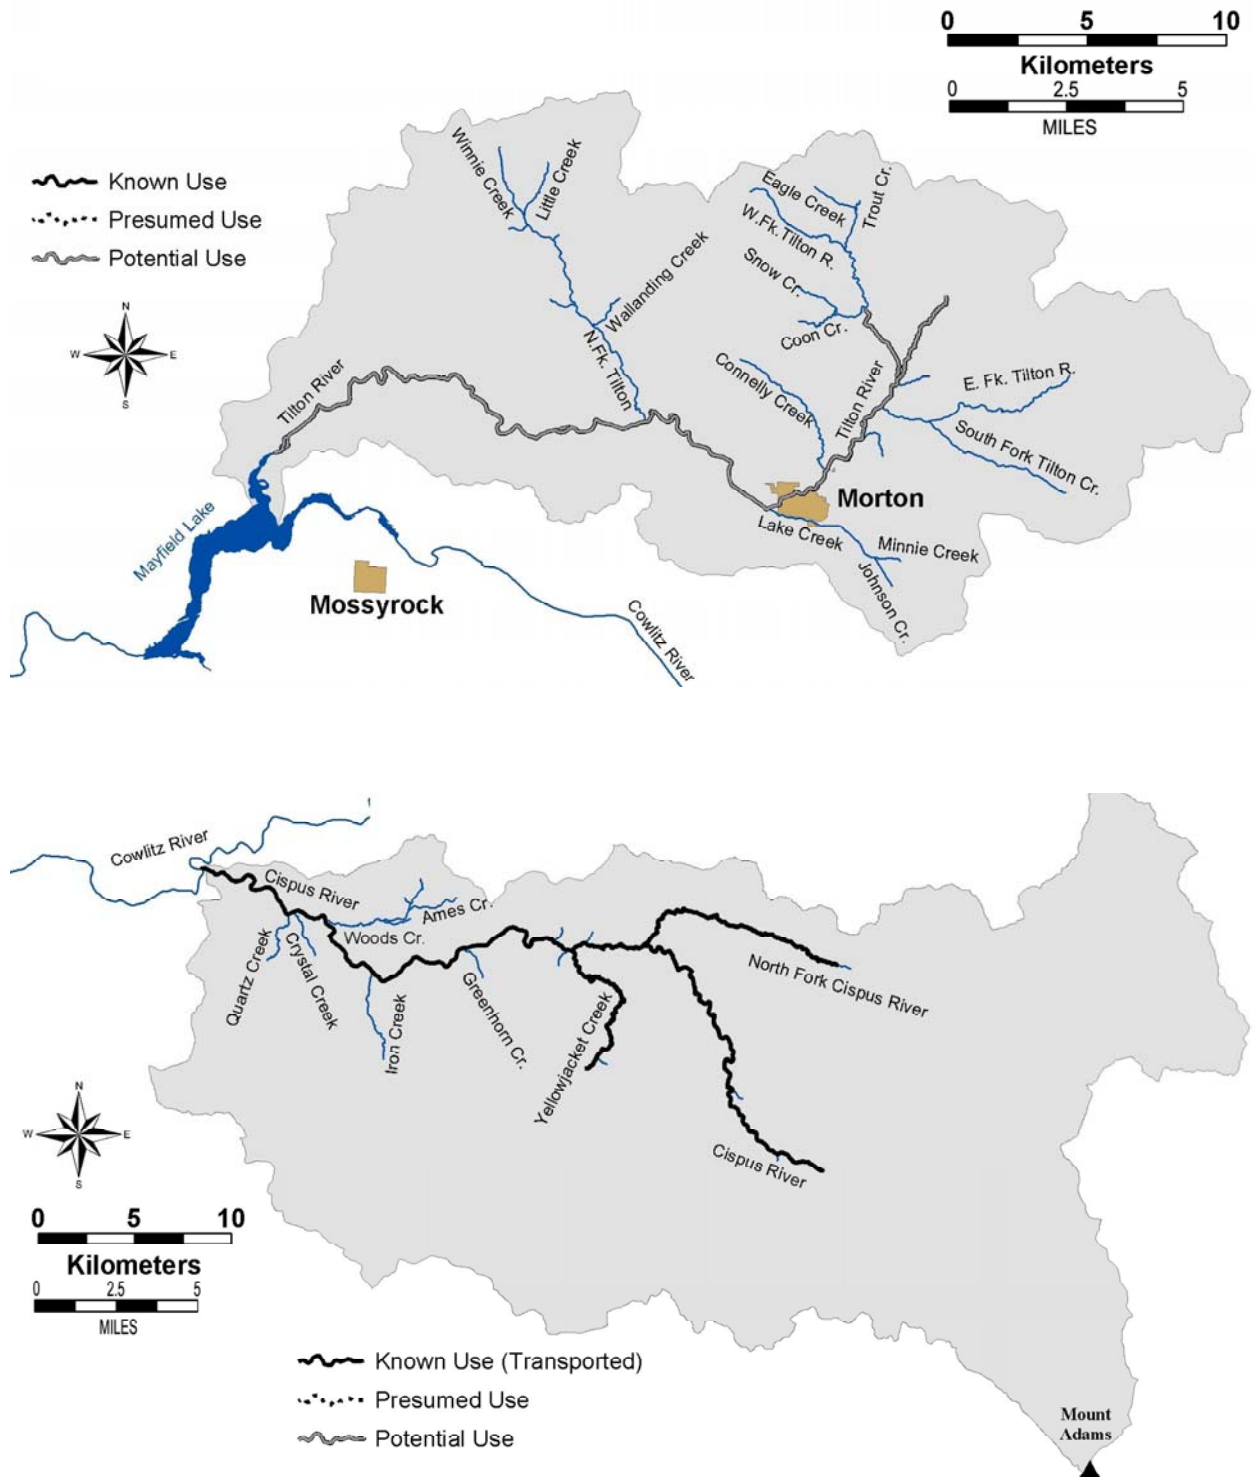 0 5 10
Kilometers
0 2.5 5
MILES
Known Use
Presumed Use
Potential Use
N
W E
S
Winnie Creek
Little Creek
Wallanding Creek
N.Fk. Tilton
Eagle Creek
Trout Cr.
W.Fk.Tilton R.
Snow Cr.
Coon Cr.
Connelly Creek
Tilton River
E. Fk. Tilton R.
South Fork Tilton Cr.
Tilton River
Morton
Lake Creek
Minnie Creek
Johnson Cr.
Mayfield Lake
Mossyrock
Cowlitz River
Cowlitz River
Cispus River
Ames Cr.
Woods Cr.
Quartz Creek
Crystal Creek
Iron Creek
Greenhorn Cr.
Yellowjacket Creek
North Fork Cispus River
Cispus River
N
W E
S
0 5 10
Kilometers
0 2.5 5
MILES
Known Use (Transported)
Presumed Use
Potential Use
Mount
Adams